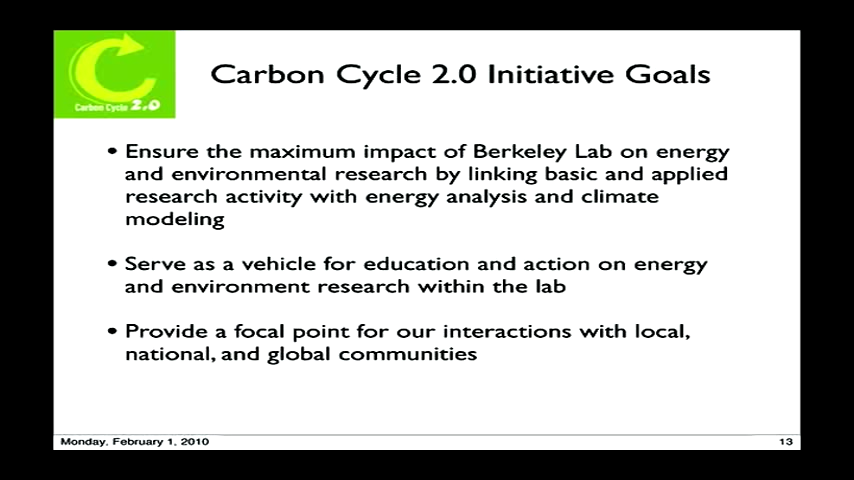 Carbon Cycle 2.0
Carbon Cycle 2.0 Initiative Goals
• Ensure the maximum impact of Berkeley Lab on energy
and environmental research by linking basic and applied
research activity with energy analysis and climate
modeling
• Serve as a vehicle for education and action on energy
and environment research within the lab
• Provide a focal point for our interactions with local,
national, and global communities
Monday, February 1, 2010
13